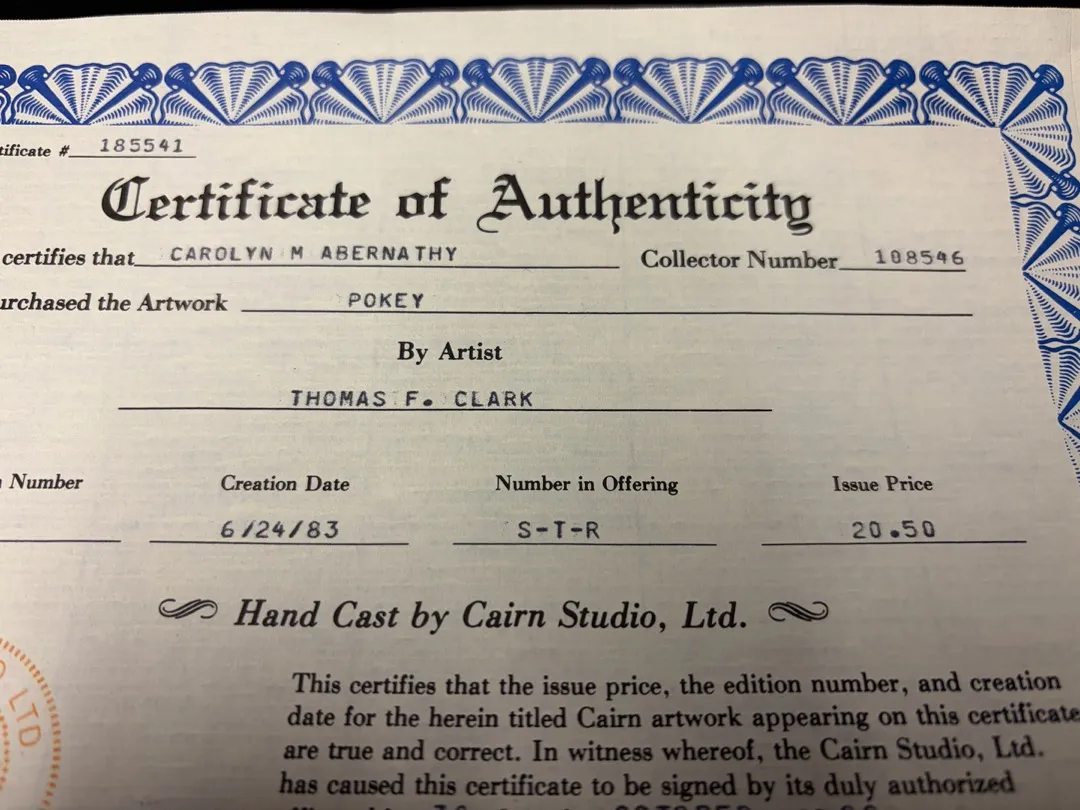 tificate # 185541
Certificate of Authenticity
certifies that CAROLYN M ABERNATHY Collector Number 108546
urchased the Artwork POKEY
By Artist
THOMAS F. CLARK
Number Creation Date Number in Offering Issue Price
6/24/83 S-T-R 20.50
Hand Cast by Cairn Studio, Ltd.
LTD
This certifies that the issue price, the edition number, and creation
date for the herein titled Cairn artwork appearing on this certificate
are true and correct. In witness whereof, the Cairn Studio, Ltd.
has caused this certificate to be signed by its duly authorized
OCTOBER